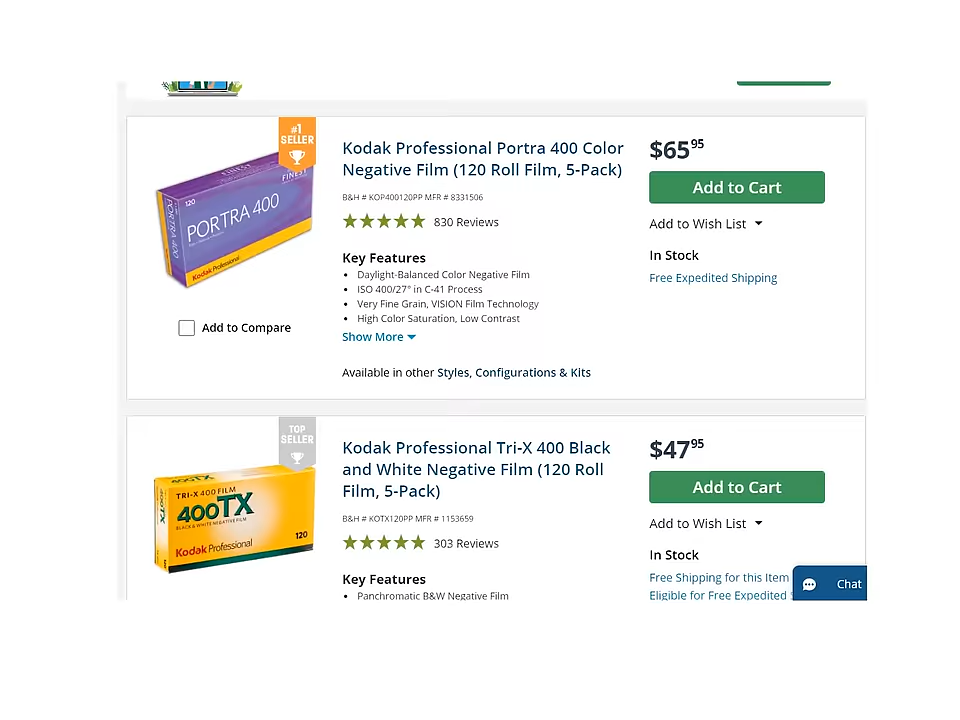 #1
SELLER
FINEST
FINEST
120
PORTRA 400
PORTRA 400
Kodak Professional
Add to Compare
Kodak Professional Portra 400 Color
Negative Film (120 Roll Film, 5-Pack)
B&H # KOP400120PP MFR # 8331506
830 Reviews
Key Features
• Daylight-Balanced Color Negative Film
• ISO 400/27° in C-41 Process
• Very Fine Grain, VISION Film Technology
• High Color Saturation, Low Contrast
Show More
Available in other Styles, Configurations & Kits
$65 95
Add to Cart
Add to Wish List
In Stock
Free Expedited Shipping
TOP
SELLER
400TX
TRI-X 400 FILM
400TX
BLACK & WHITE NEGATIVE FILM
Kodak Professional
120
Kodak Professional Tri-X 400 Black
and White Negative Film (120 Roll
Film, 5-Pack)
B&H # KOTX120PP MFR # 1153659
303 Reviews
Key Features
• Panchromatic B&W Negative Film
$47 95
Add to Cart
Add to Wish List
In Stock
Free Shipping for this Item
Eligible for Free Expedited
Chat